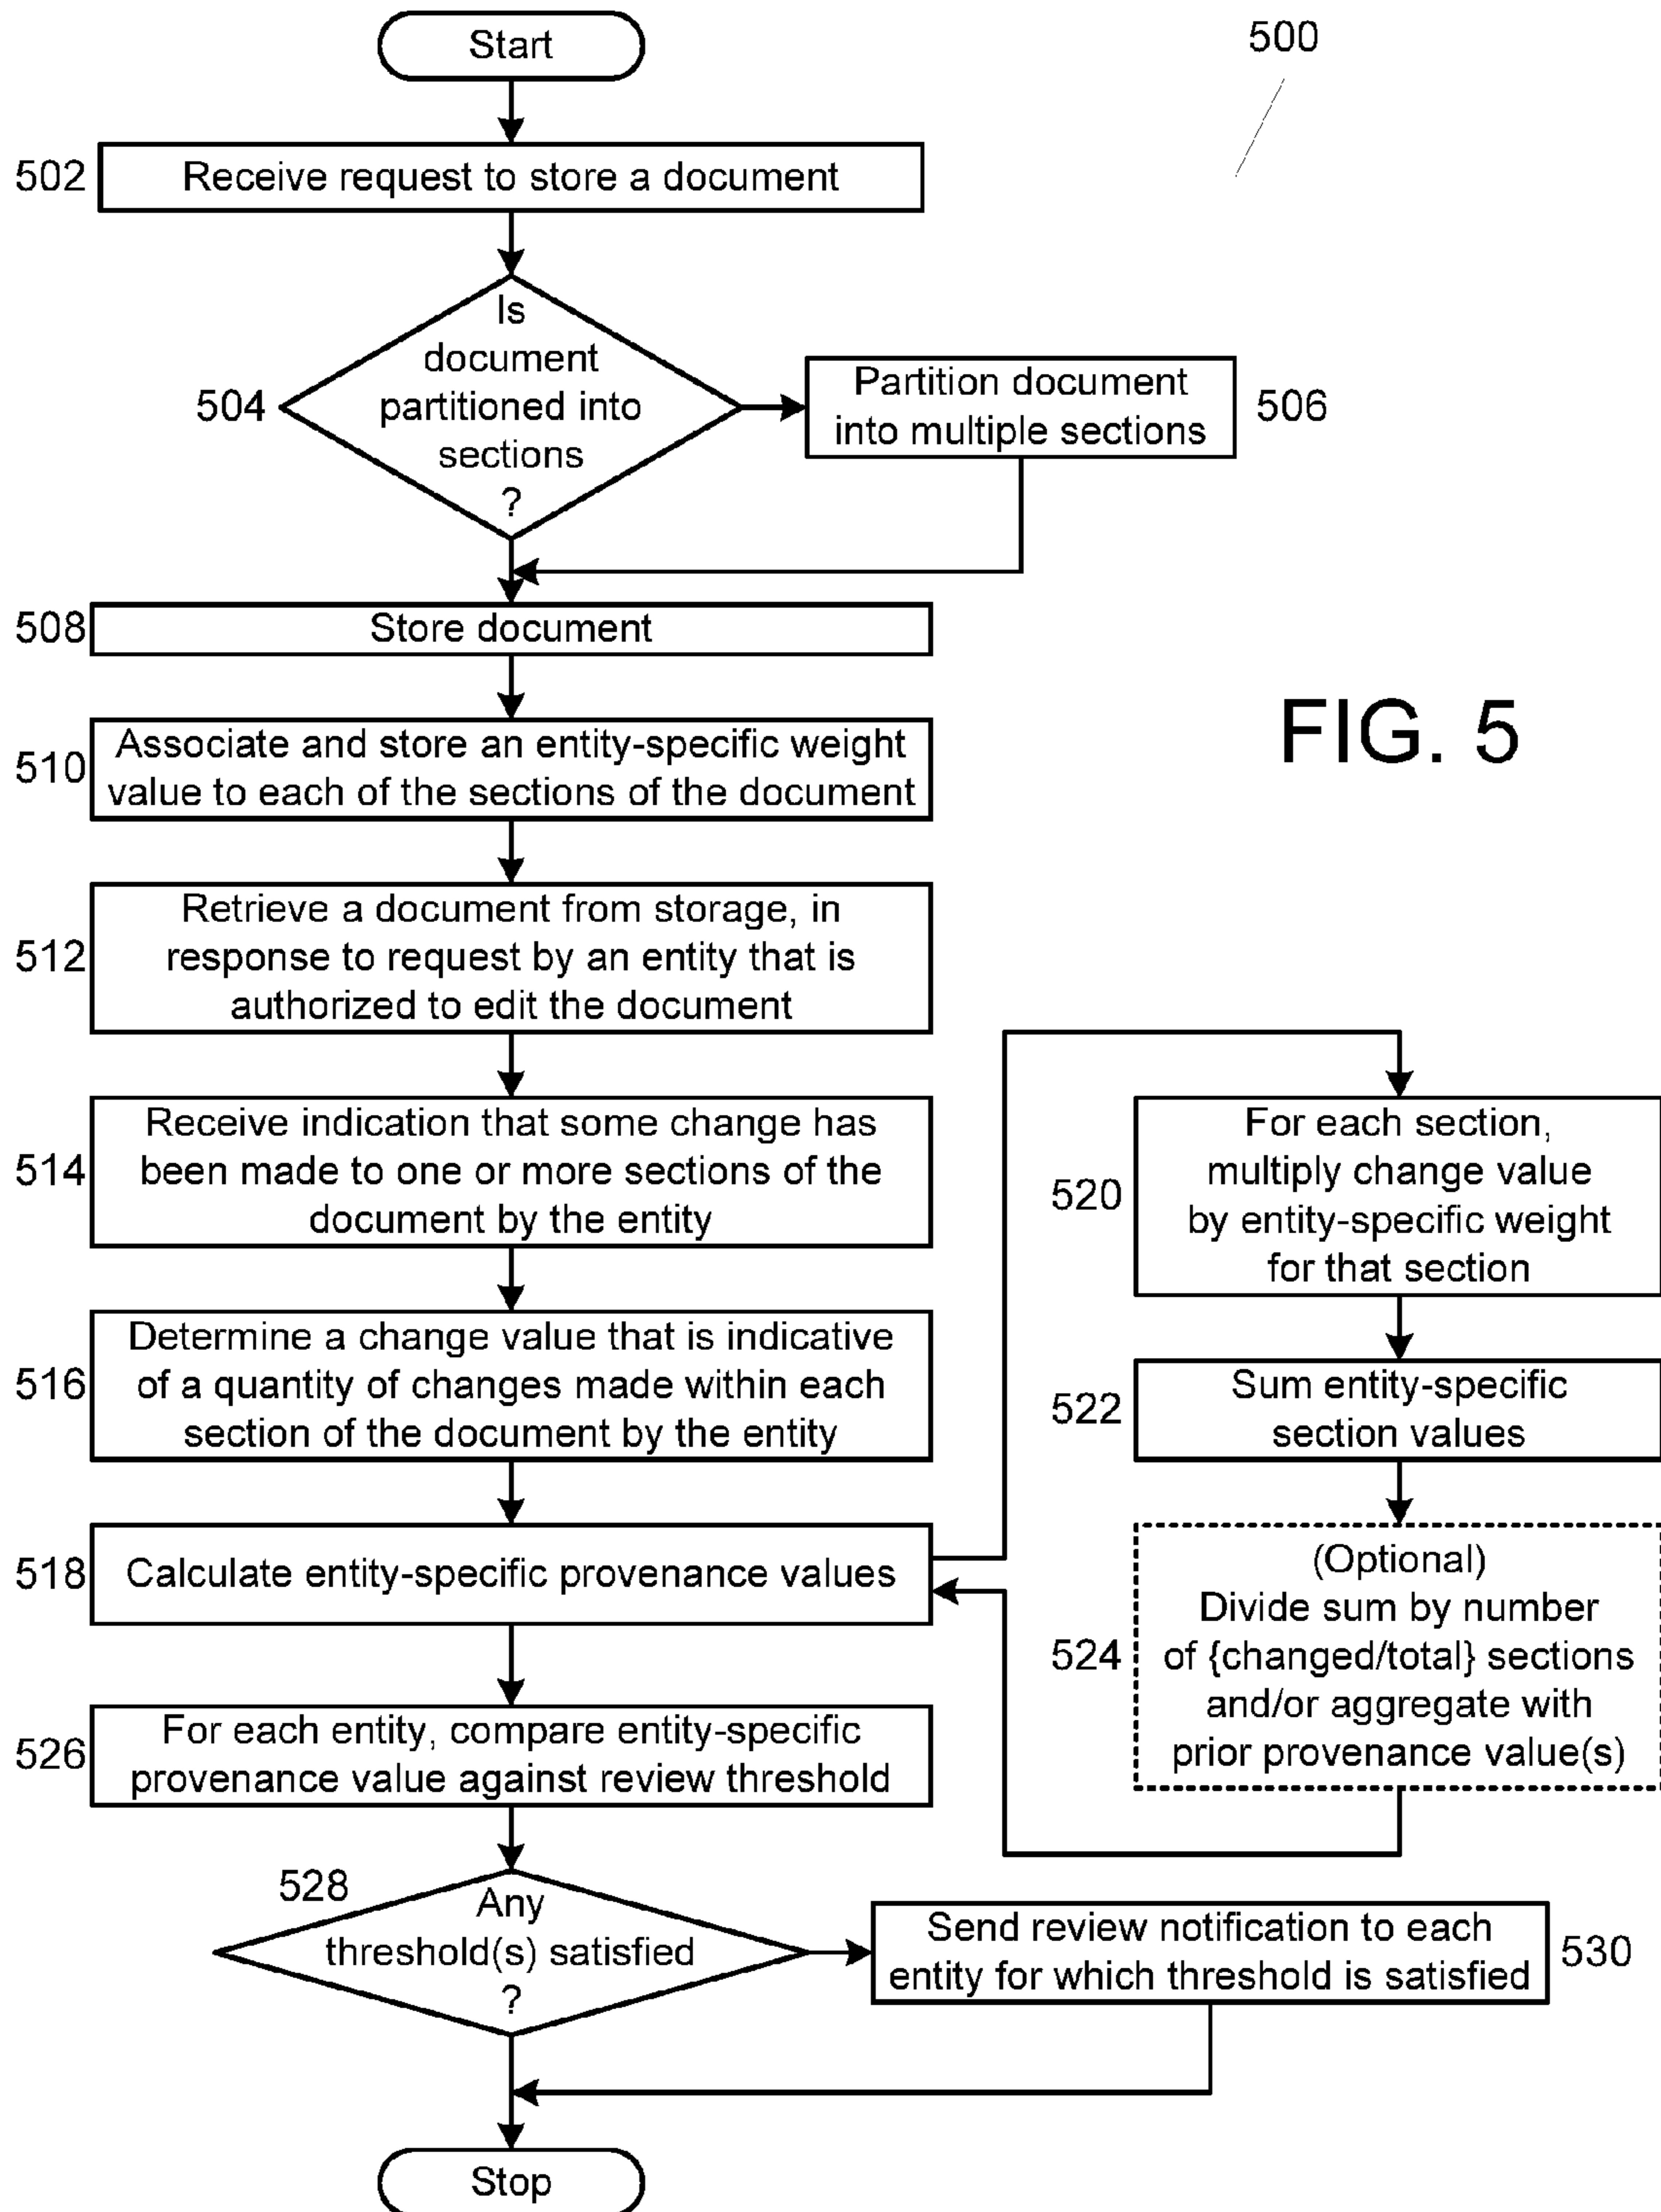 Start
500
502
Receive request to store a document
Is
document
partitioned into
sections
?
504
Partition document
into multiple sections
506
508
Store document
FIG. 5
510
Associate and store an entity-specific weight
value to each of the sections of the document
512
Retrieve a document from storage, in
response to request by an entity that is
authorized to edit the document
514
Receive indication that some change has
been made to one or more sections of the
document by the entity
516
Determine a change value that is indicative
of a quantity of changes made within each
section of the document by the entity
518
Calculate entity-specific provenance values
520
For each section,
multiply change value
by entity-specific weight
for that section
522
Sum entity-specific
section values
524
(Optional)
Divide sum by number
of {changed/total} sections
and/or aggregate with
prior provenance value(s)
526
For each entity, compare entity-specific
provenance value against review threshold
528
Any
threshold(s) satisfied
?
Send review notification to each
entity for which threshold is satisfied
530
Stop